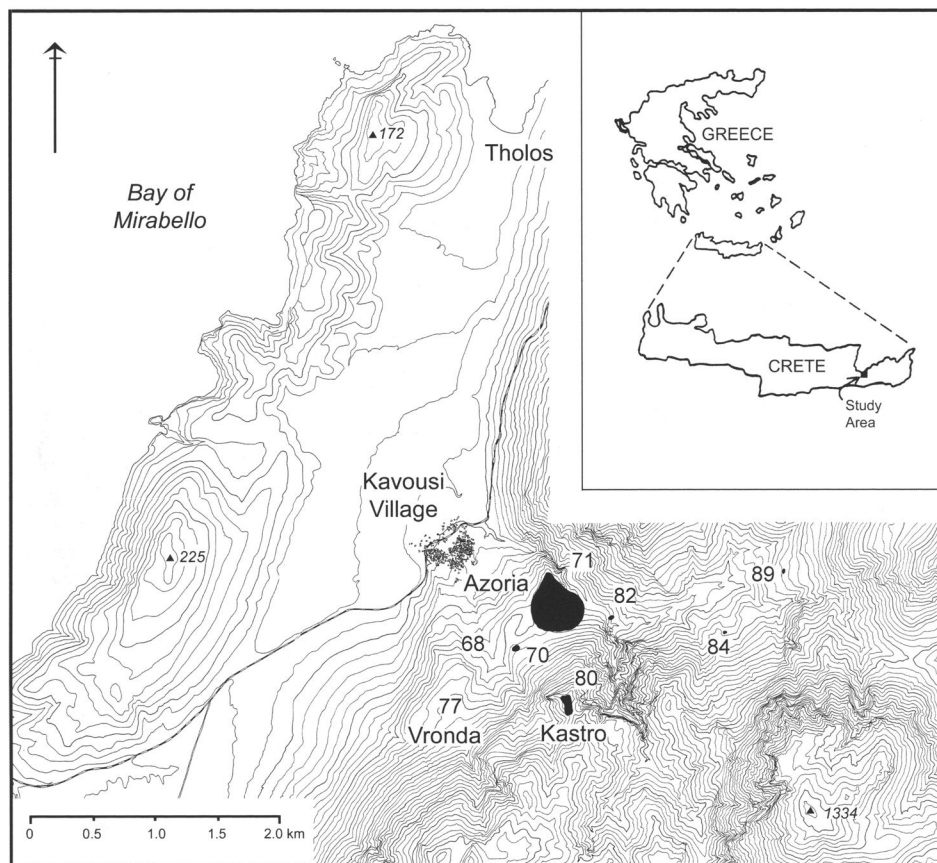 172
Tholos
Bay of
Mirabello
GREECE
CRETE
Study
Area
Kavousi
Village
225
Azoria
71
82
89
68
70
84
80
77
Vronda
Kastro
1334
0 0.5 1.0 1.5 2.0 km